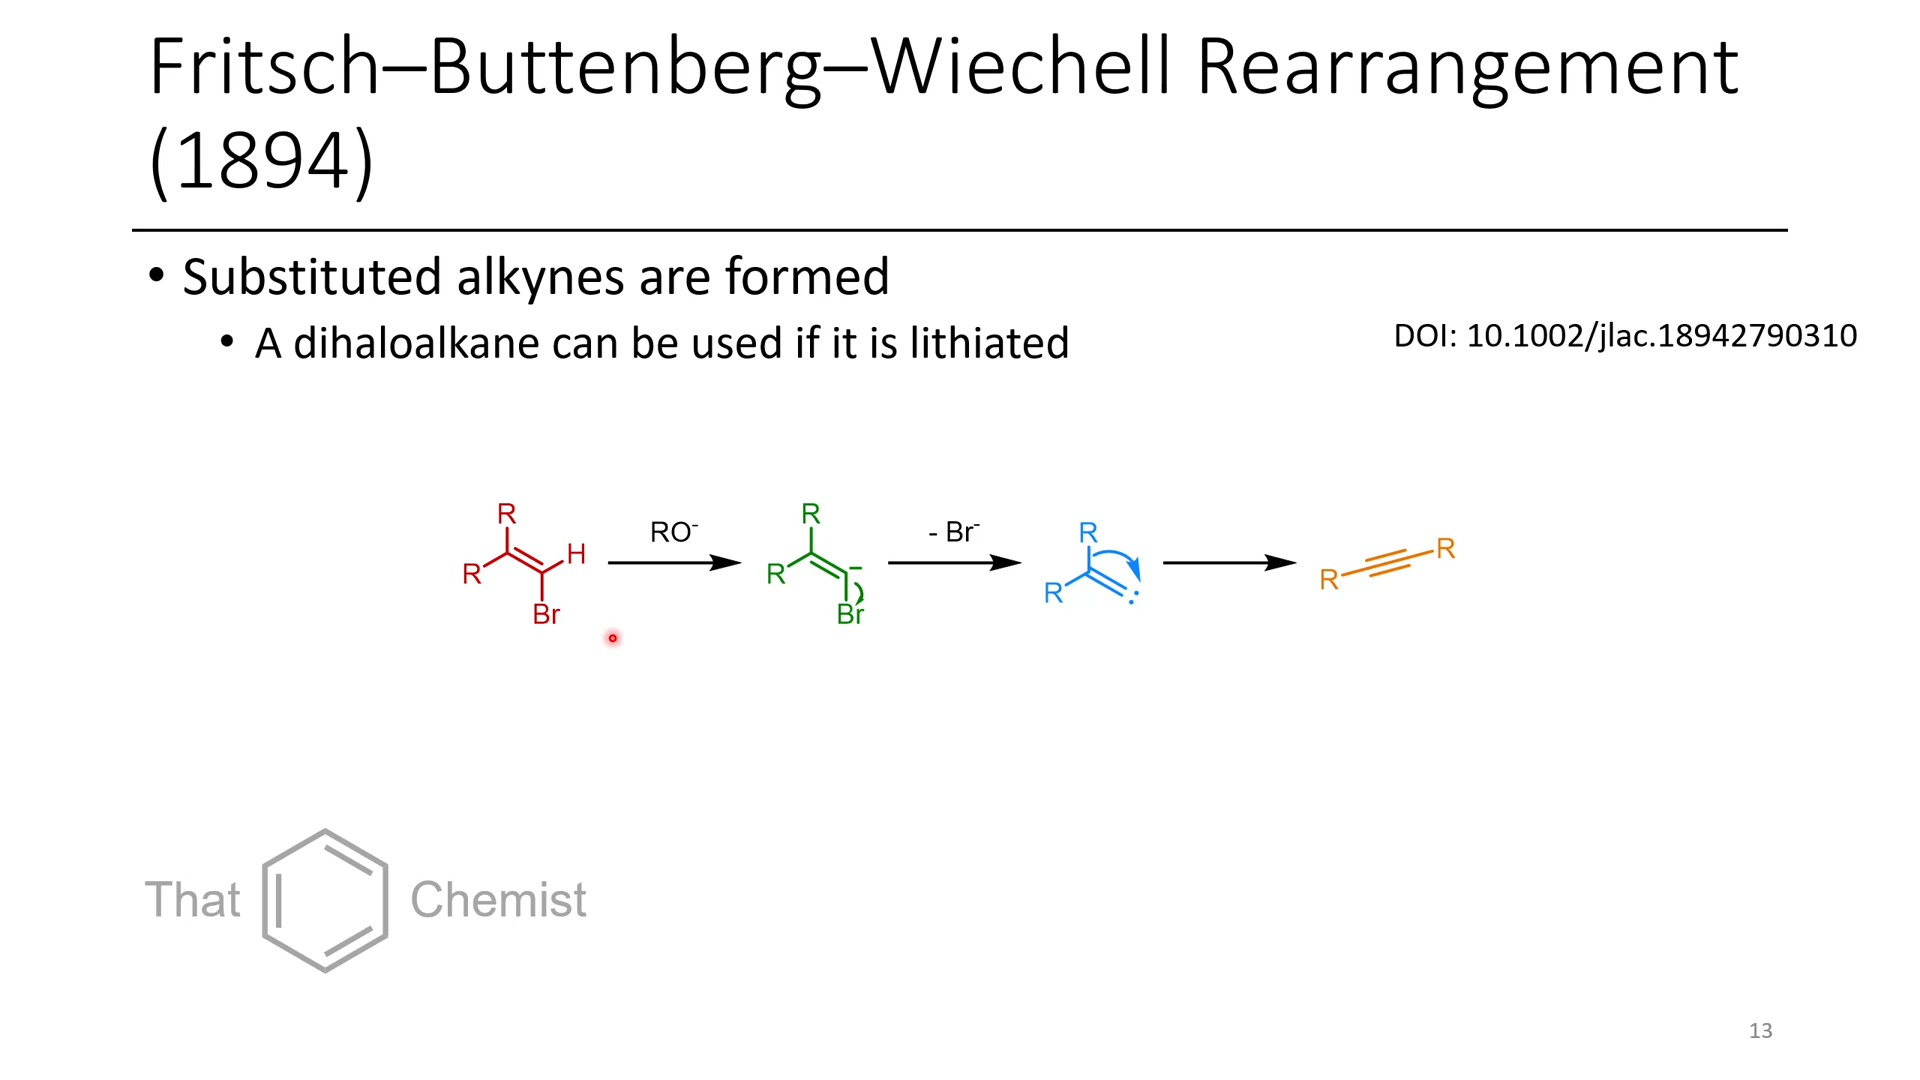 Fritsch–Buttenberg–Wiechell Rearrangement
(1894)
• Substituted alkynes are formed
• A dihaloalkane can be used if it is lithiated
DOI: 10.1002/jlac.18942790310
R
R
H
Br
RO⁻
R
R
–
Br
- Br⁻
R
R
:
R
R
That Chemist
13